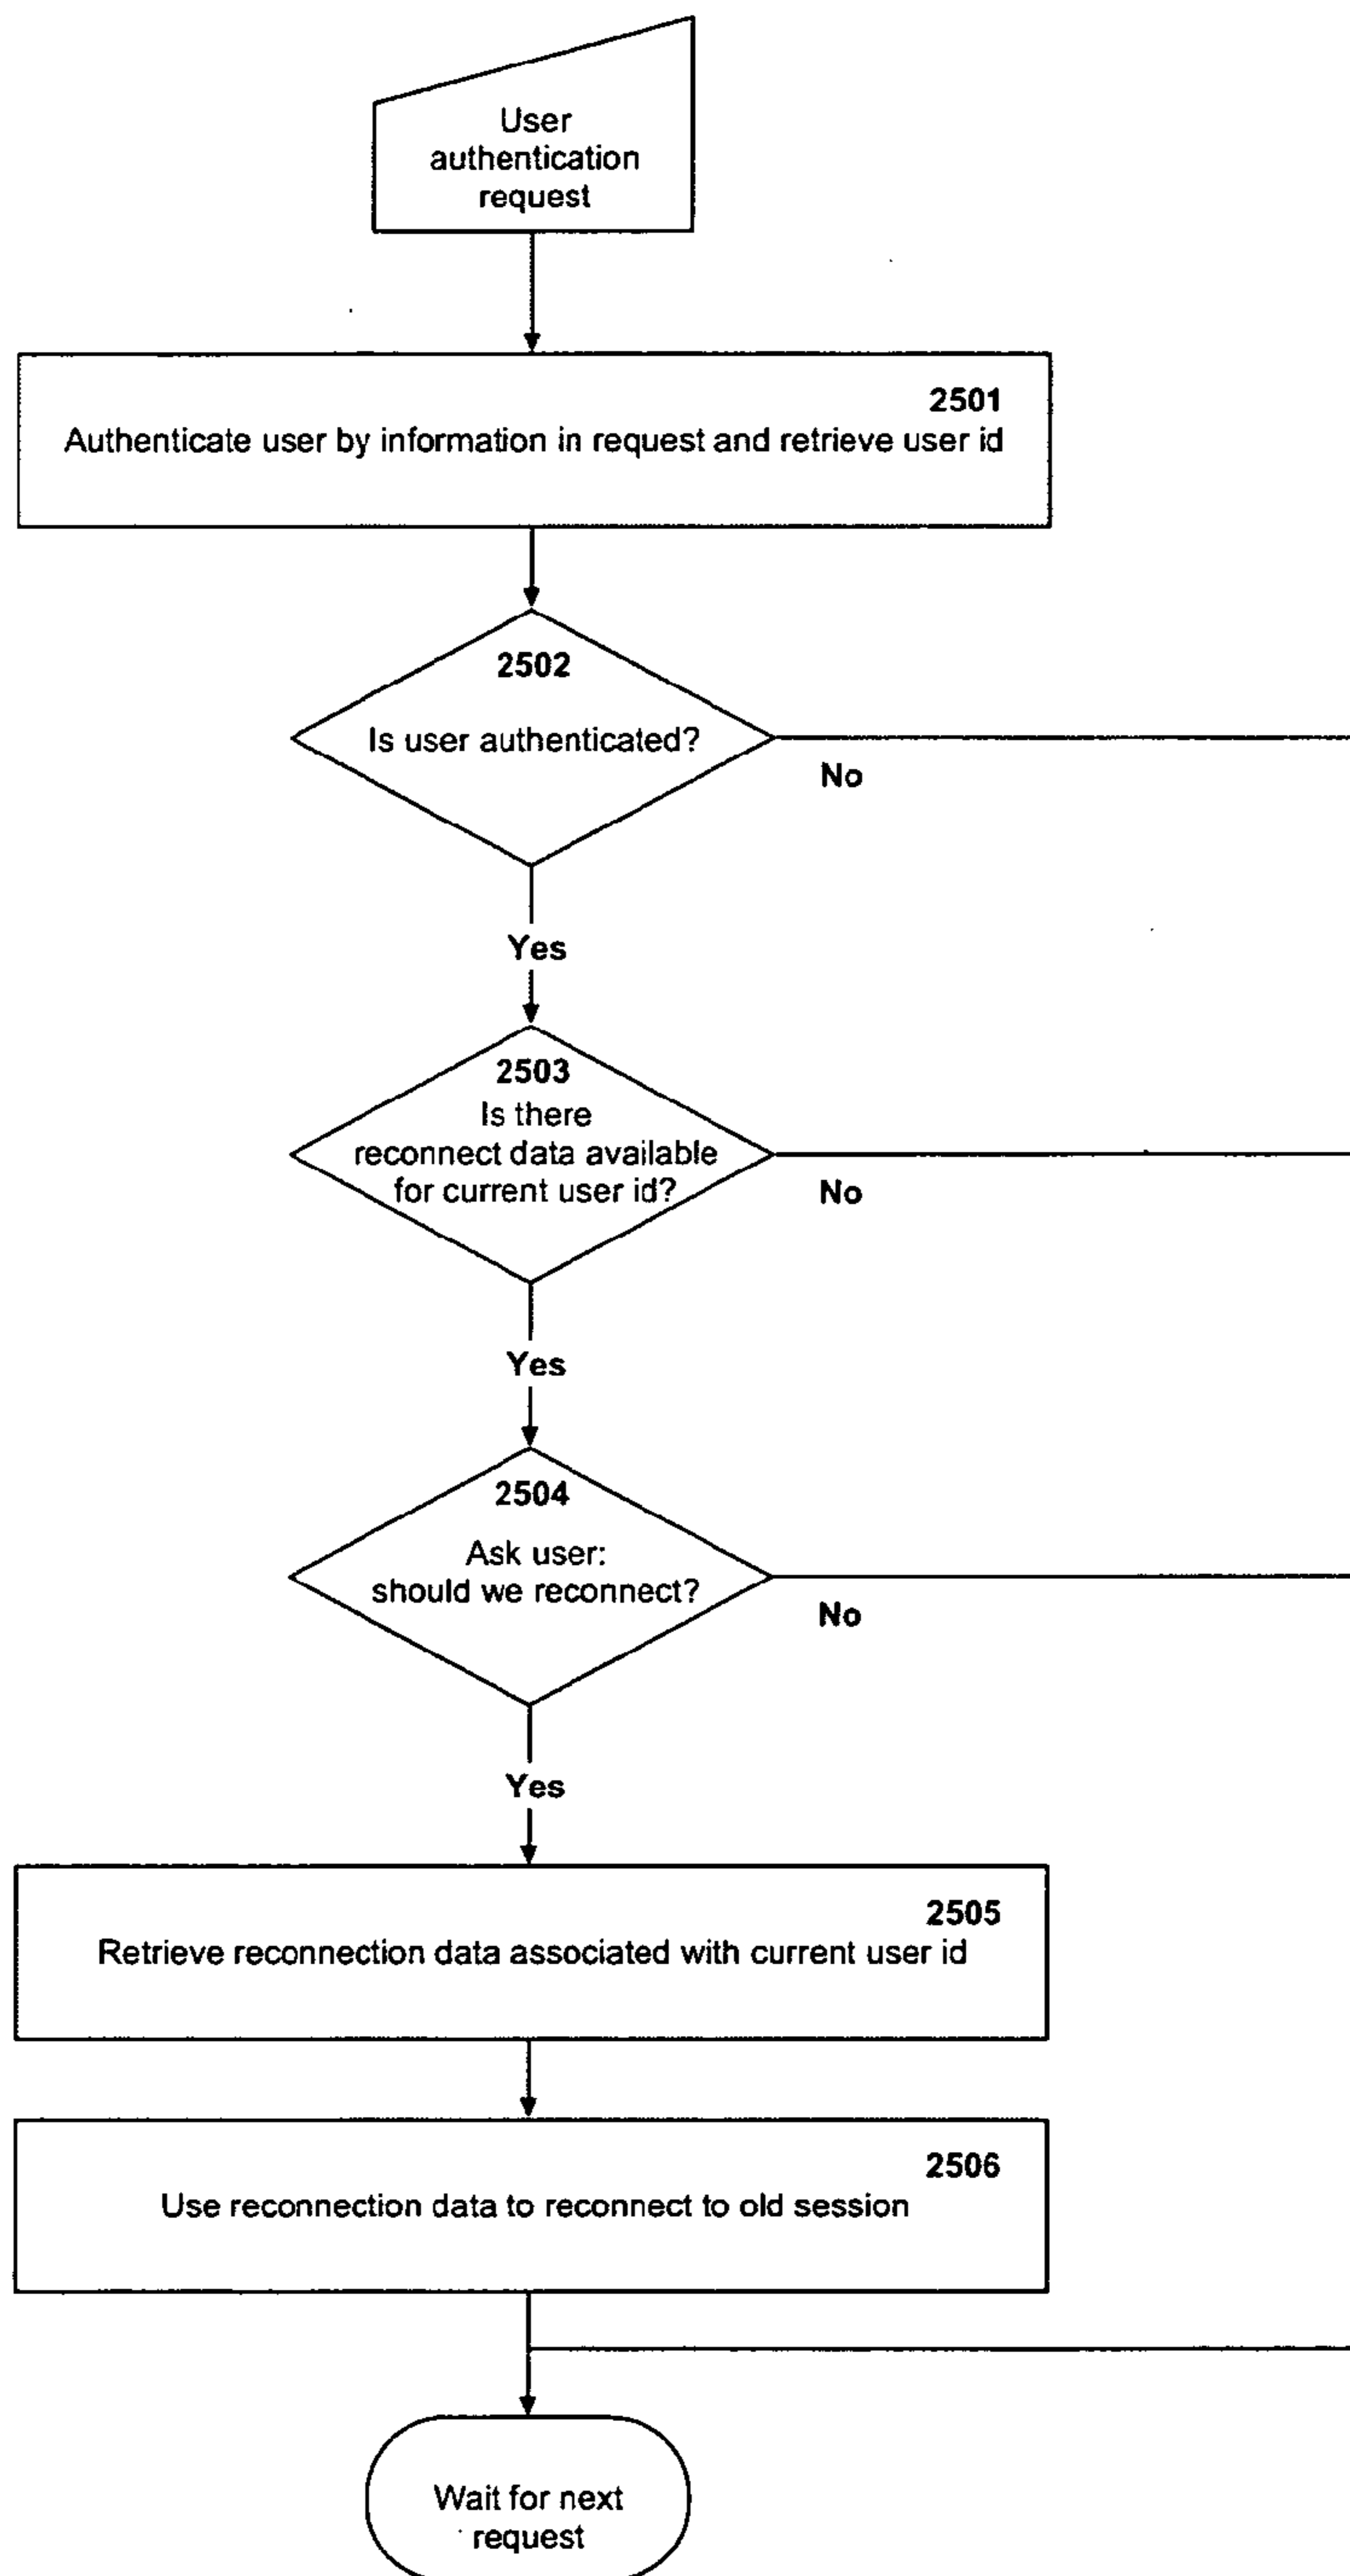 User
authentication
request
2501
Authenticate user by information in request and retrieve user id
2502
Is user authenticated?
No
Yes
2503
Is there
reconnect data available
for current user id?
No
Yes
2504
Ask user:
should we reconnect?
No
Yes
2505
Retrieve reconnection data associated with current user id
2506
Use reconnection data to reconnect to old session
Wait for next
request